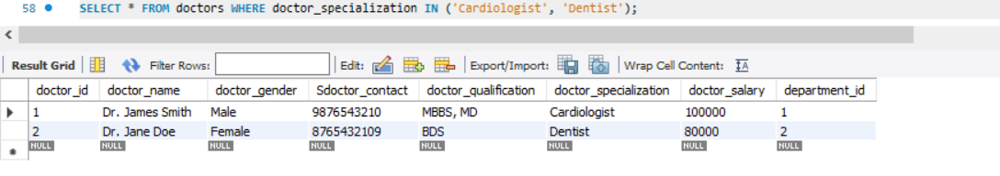 58 SELECT * FROM doctors WHERE doctor_specialization IN ('Cardiologist', 'Dentist');
Result Grid Filter Rows: Edit: Export/Import: Wrap Cell Content: IA
doctor_id doctor_name doctor_gender Sdoctor_contact doctor_qualification doctor_specialization doctor_salary department_id
1 Dr. James Smith Male 9876543210 MBBS, MD Cardiologist 100000 1
2 Dr. Jane Doe Female 8765432109 BDS Dentist 80000 2
NULL NULL NULL NULL NULL NULL NULL NULL